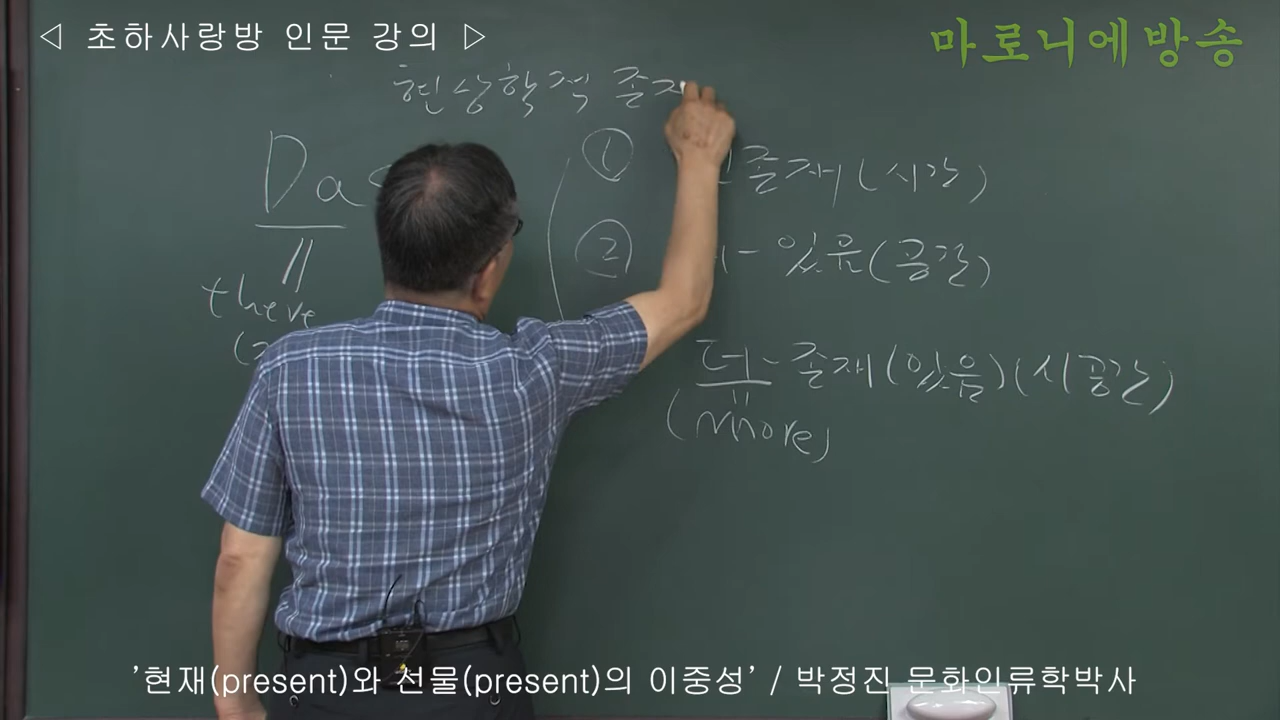 ◁ 초하사랑방 인문 강의 ▷
마로니에방송
현상학적 존재
Da
there
① 존재(시간)
② -있음(공간)
더-존재(있음)(시공간)
(more)
'현재(present)와 선물(present)의 이중성' / 박정진 문화인류학박사